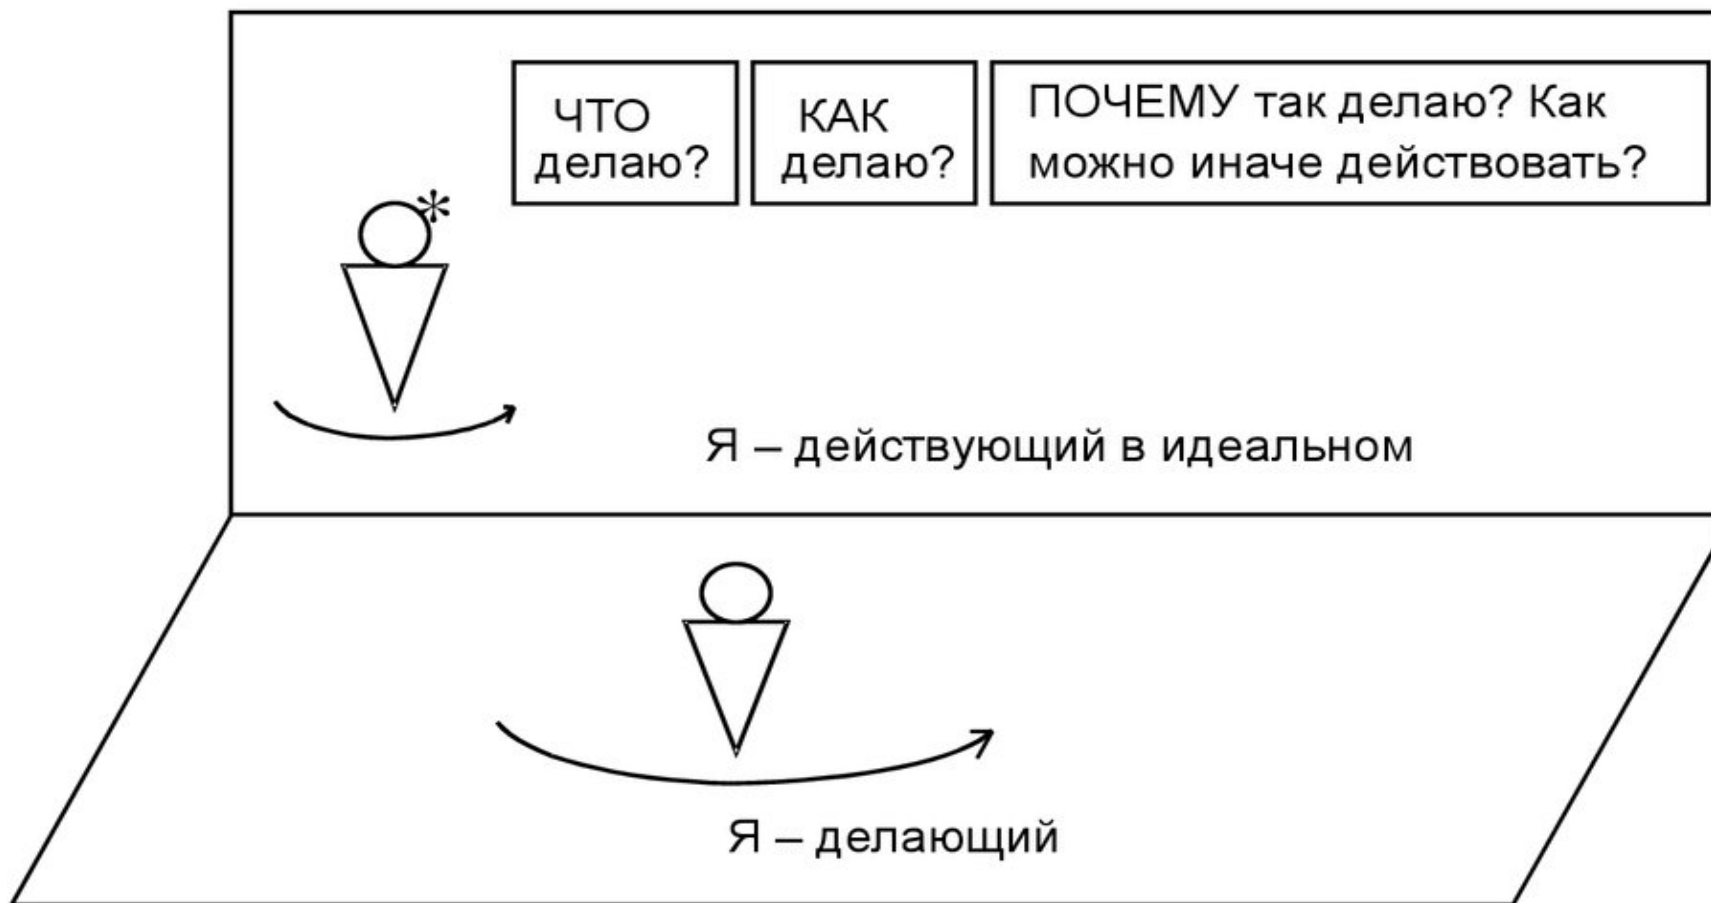 ЧТО
делаю?
КАК
делаю?
ПОЧЕМУ так делаю? Как
можно иначе действовать?
*
Я – действующий в идеальном
Я – делающий